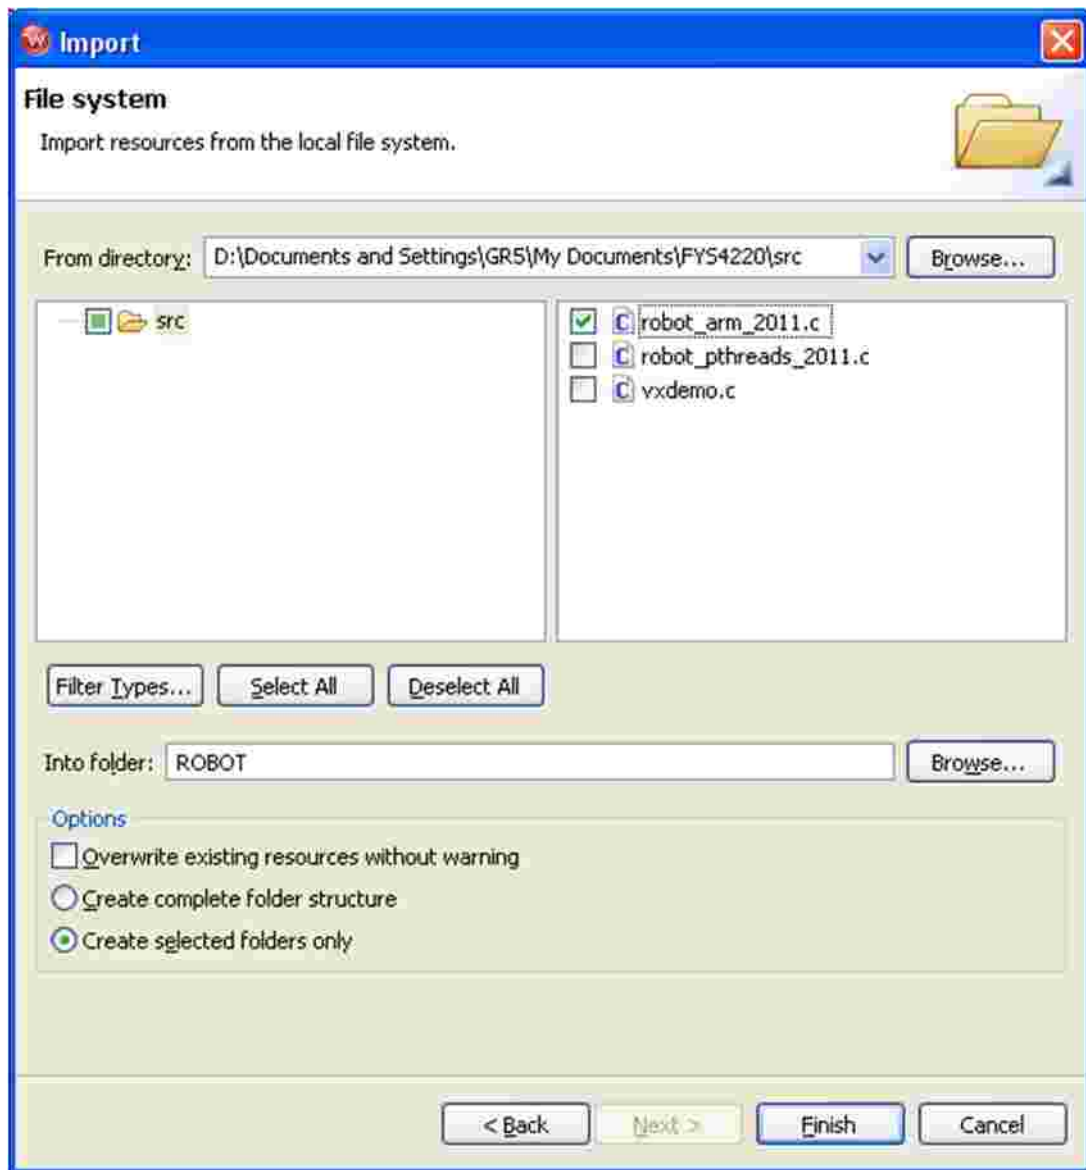 Import
File system
Import resources from the local file system.
From directory: D:\Documents and Settings\GR5\My Documents\FYS4220\src Browse...
src
robot_arm_2011.c
robot_pthreads_2011.c
vxdemo.c
Filter Types... Select All Deselect All
Into folder: ROBOT Browse...
Options
Overwrite existing resources without warning
Create complete folder structure
Create selected folders only
< Back Next > Finish Cancel